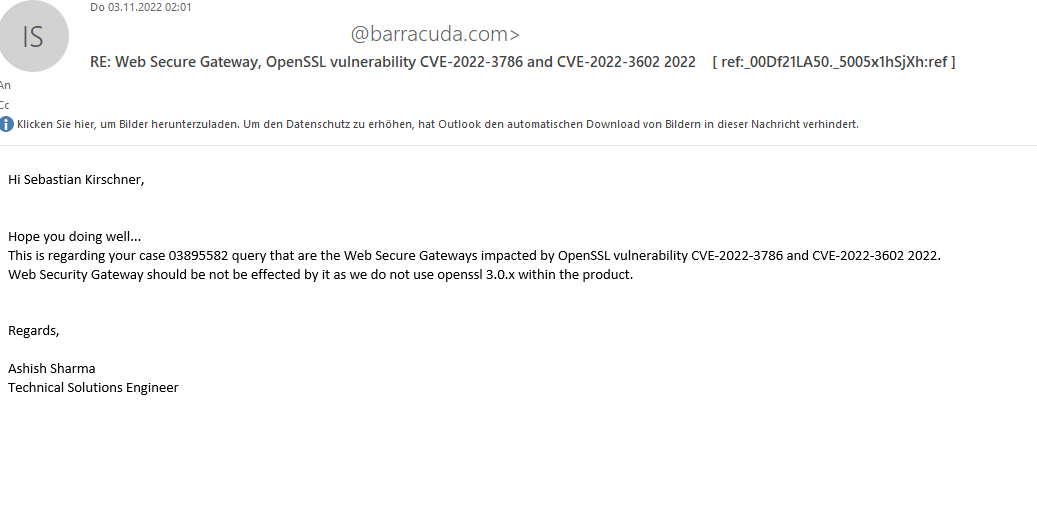 Do 03.11.2022 02:01
IS
@barracuda.com>
RE: Web Secure Gateway, OpenSSL vulnerability CVE-2022-3786 and CVE-2022-3602 2022 [ ref:_00Df21LA50._5005x1hSjXh:ref ]
An
Cc
Klicken Sie hier, um Bilder herunterzuladen. Um den Datenschutz zu erhöhen, hat Outlook den automatischen Download von Bildern in dieser Nachricht verhindert.
Hi Sebastian Kirschner,
Hope you doing well...
This is regarding your case 03895582 query that are the Web Secure Gateways impacted by OpenSSL vulnerability CVE-2022-3786 and CVE-2022-3602 2022.
Web Security Gateway should be not be effected by it as we do not use openssl 3.0.x within the product.
Regards,
Ashish Sharma
Technical Solutions Engineer